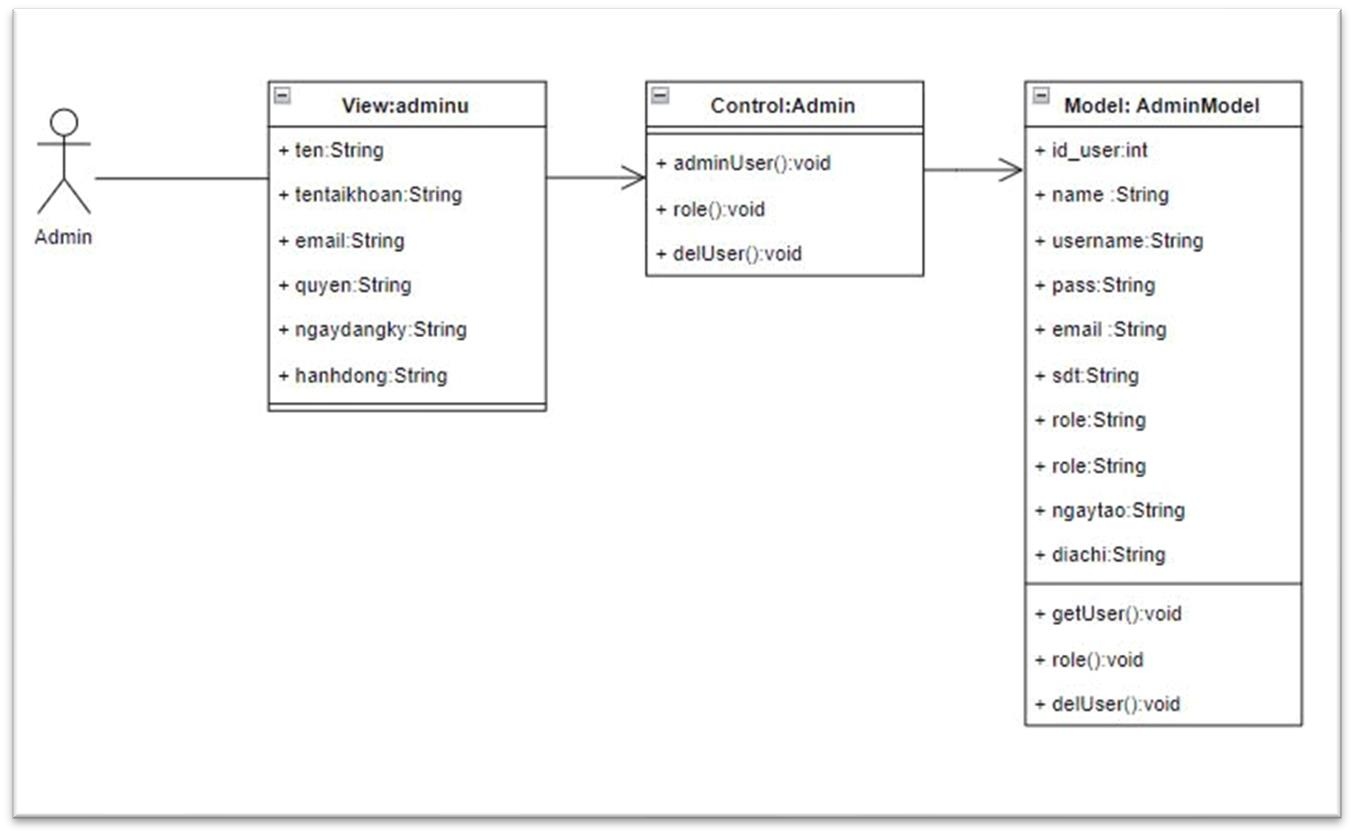 Admin
View:adminu
+ ten:String
+ tentaikhoan:String
+ email:String
+ quyen:String
+ ngaydangky:String
+ hanhdong:String
Control:Admin
+ adminUser():void
+ role():void
+ delUser():void
Model: AdminModel
+ id_user:int
+ name :String
+ username:String
+ pass:String
+ email :String
+ sdt:String
+ role:String
+ role:String
+ ngaytao:String
+ diachi:String
+ getUser():void
+ role():void
+ delUser():void